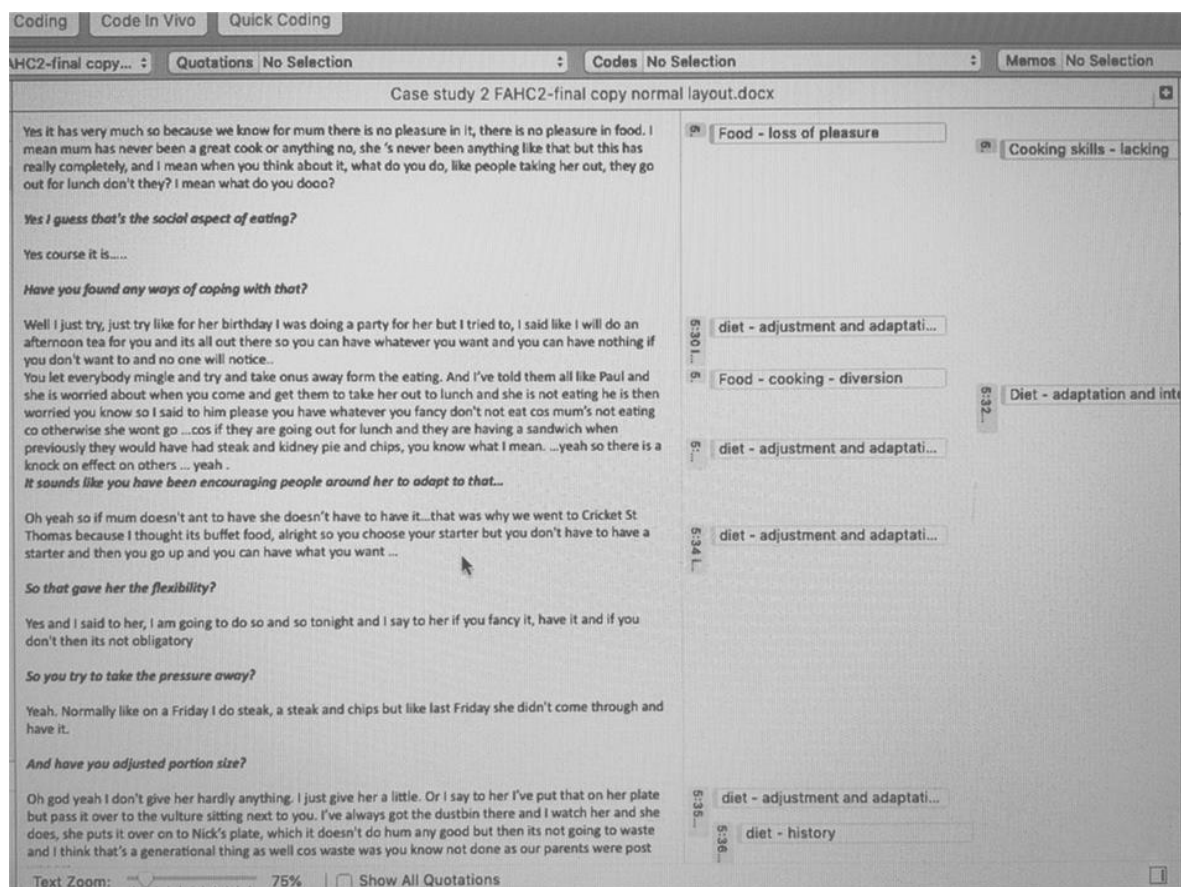 Coding Code In Vivo Quick Coding
AHC2-final copy... Quotations No Selection Codes No Selection Memos No Selection
Case study 2 FAHC2-final copy normal layout.docx
Yes it has very much so because we know for mum there is no pleasure in it, there is no pleasure in food. I
mean mum has never been a great cook or anything no, she 's never been anything like that but this has
really completely, and I mean when you think about it, what do you do, like people taking her out, they go
out for lunch don't they? I mean what do you dooo?
Food - loss of pleasure
Cooking skills - lacking
Yes I guess that's the social aspect of eating?
Yes course it is.....
Have you found any ways of coping with that?
Well I just try, just try like for her birthday I was doing a party for her but I tried to, I said like I will do an
afternoon tea for you and its all out there so you can have whatever you want and you can have nothing if
you don't want to and no one will notice..
5:30 I...
diet - adjustment and adaptati...
You let everybody mingle and try and take onus away form the eating. And I've told them all like Paul and
she is worried about when you come and get them to take her out to lunch and she is not eating he is then
worried you know so I said to him please you have whatever you fancy don't not eat cos mum's not eating
co otherwise she wont go ...cos if they are going out for lunch and they are having a sandwich when
previously they would have had steak and kidney pie and chips, you know what I mean. ...yeah so there is a
knock on effect on others ... yeah .
Food - cooking - diversion
5:32...
Diet - adaptation and inte
diet - adjustment and adaptati...
It sounds like you have been encouraging people around her to adapt to that...
Oh yeah so if mum doesn't ant to have she doesn't have to have it...that was why we went to Cricket St
Thomas because I thought its buffet food, alright so you choose your starter but you don't have to have a
starter and then you go up and you can have what you want ...
5:34 I...
diet - adjustment and adaptati...
So that gave her the flexibility?
Yes and I said to her, I am going to do so and so tonight and I say to her if you fancy it, have it and if you
don't then its not obligatory
So you try to take the pressure away?
Yeah. Normally like on a Friday I do steak, a steak and chips but like last Friday she didn't come through and
have it.
And have you adjusted portion size?
Oh god yeah I don't give her hardly anything. I just give her a little. Or I say to her I've put that on her plate
but pass it over to the vulture sitting next to you. I've always got the dustbin there and I watch her and she
does, she puts it over on to Nick's plate, which it doesn't do hum any good but then its not going to waste
and I think that's a generational thing as well cos waste was you know not done as our parents were post
5:35...
diet - adjustment and adaptati...
5:36...
diet - history
Text Zoom: 75% Show All Quotations